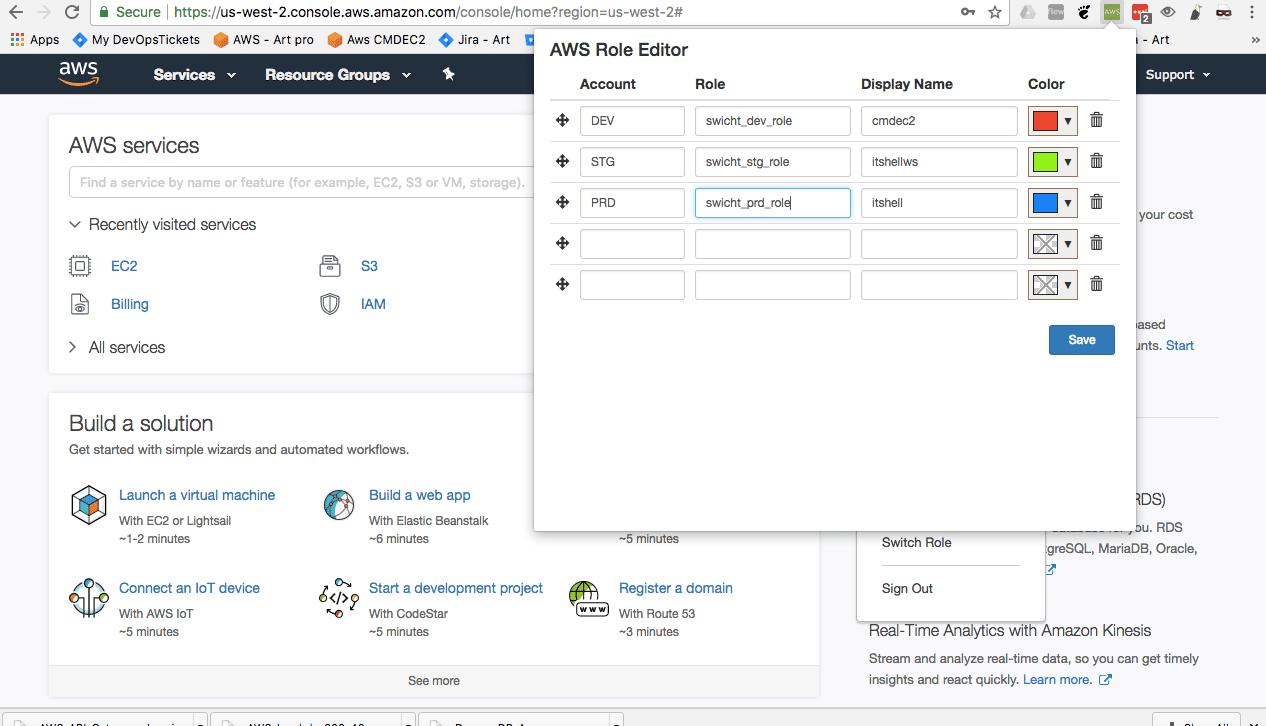 Secure https://us-west-2.console.aws.amazon.com/console/home?region=us-west-2#
flow AWS 2
Apps My DevOpsTickets AWS - Art pro Aws CMDEC2 Jira - Art - Art »
aws Services Resource Groups Support
AWS Role Editor
Account Role Display Name Color
DEV swicht_dev_role cmdec2
STG swicht_stg_role itshellws
PRD swicht_prd_role itshell
Save
AWS services
Find a service by name or feature (for example, EC2, S3 or VM, storage).
Recently visited services
EC2 S3
Billing IAM
All services
Build a solution
Get started with simple wizards and automated workflows.
Launch a virtual machine
With EC2 or Lightsail
~1-2 minutes
Build a web app
With Elastic Beanstalk
~6 minutes
~5 minutes
Connect an IoT device
With AWS IoT
~5 minutes
Start a development project
With CodeStar
~5 minutes
www
Register a domain
With Route 53
~3 minutes
See more
your cost
Start
RDS)
you. RDS
MariaDB, Oracle,
Switch Role
Sign Out
Real-Time Analytics with Amazon Kinesis
Stream and analyze real-time data, so you can get timely
insights and react quickly. Learn more.